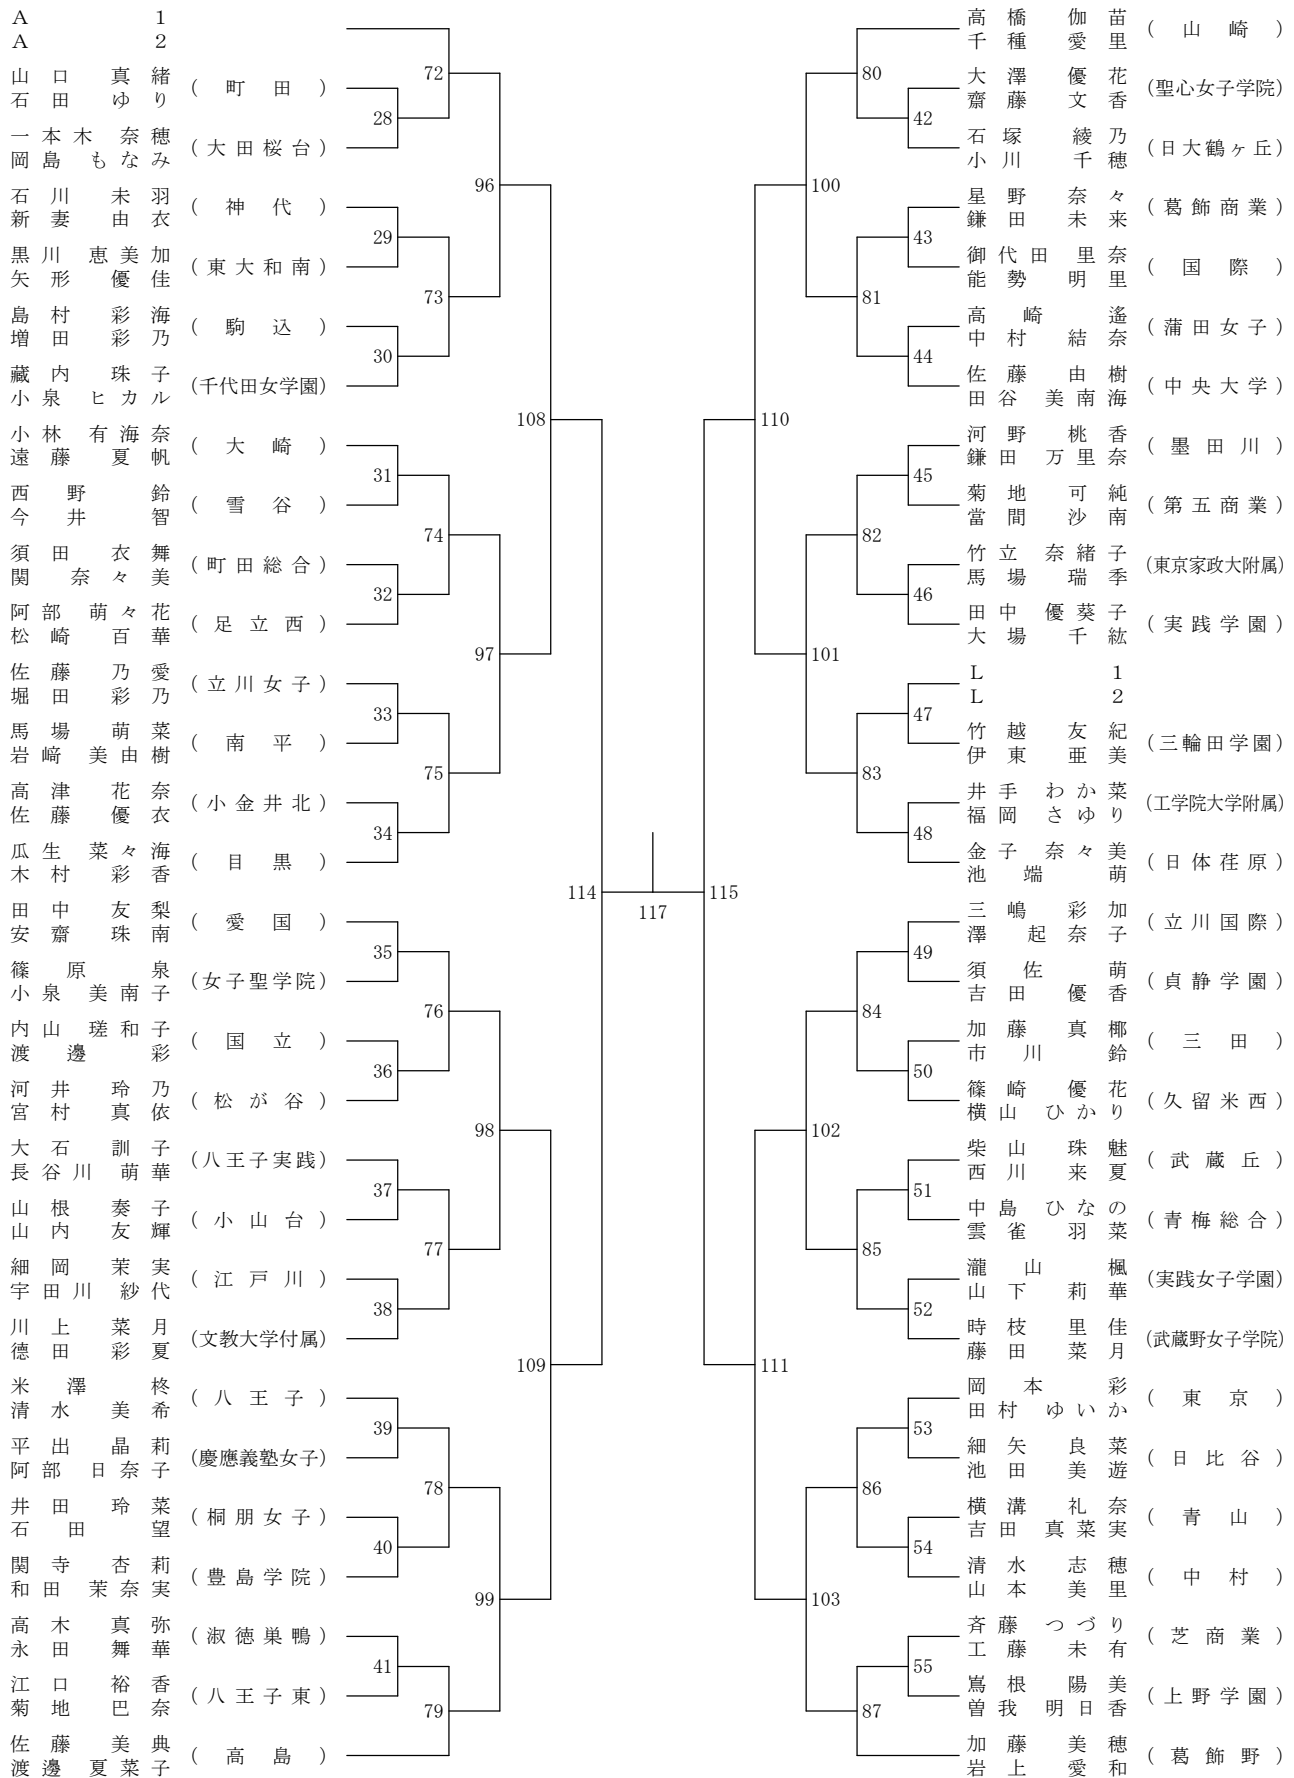 A 1
A 2
山口 真緒 (町田)
石田 ゆり
72
28
一本木 奈穂 (大田桜台)
岡島 もなみ
96
石川 未羽 (神代)
新妻 由衣
29
黒川 恵美加 (東大和南)
矢形 優佳
73
島村 彩海 (駒込)
増田 彩乃
30
藏内 珠子 (千代田女学園)
小泉 ヒカル
108
小林 有海奈 (大崎)
遠藤 夏帆
31
西野 鈴 (雪谷)
今井 智
74
須田 衣舞 (町田総合)
関 奈々美
32
阿部 萌々花 (足立西)
松崎 百華
97
佐藤 乃愛 (立川女子)
堀田 彩乃
33
馬場 萌菜 (南平)
岩﨑 美由樹
75
高津 花奈 (小金井北)
佐藤 優衣
34
瓜生 菜々海 (目黒)
木村 彩香
114
田中 友梨 (愛国)
安齋 珠南
35
篠原 泉 (女子聖学院)
小泉 美南子
76
内山 瑳和子 (国立)
渡邊 彩
36
河井 玲乃 (松が谷)
宮村 真依
98
大石 訓子 (八王子実践)
長谷川 萌華
37
山根 奏子 (小山台)
山内 友輝
77
細岡 茉実 (江戸川)
宇田川 紗代
38
川上 菜月 (文教大学付属)
德田 彩夏
109
米澤 柊 (八王子)
清水 美希
39
平出 晶莉 (慶應義塾女子)
阿部 日奈子
78
井田 玲菜 (桐朋女子)
石田 望
40
関寺 杏莉 (豊島学院)
和田 茉奈実
99
高木 真弥 (淑徳巣鴨)
永田 舞華
41
江口 裕香 (八王子東)
菊地 巴奈
79
佐藤 美典 (高島)
渡邊 夏菜子
117
高橋 伽苗 (山崎)
千種 愛里
80
大澤 優花 (聖心女子学院)
齋藤 文香
42
石塚 綾乃 (日大鶴ヶ丘)
小川 千穂
100
星野 奈々 (葛飾商業)
鎌田 未来
43
御代田 里奈 (国際)
能勢 明里
81
高崎 遙 (蒲田女子)
中村 結奈
44
佐藤 由樹 (中央大学)
田谷 美南海
110
河野 桃香 (墨田川)
鎌田 万里奈
45
菊地 可純 (第五商業)
當間 沙南
82
竹立 奈緒子 (東京家政大附属)
馬場 瑞季
46
田中 優葵子 (実践学園)
大場 千紘
101
L 1
L 2
47
竹越 友紀 (三輪田学園)
伊東 亜美
83
井手 わか菜 (工学院大学附属)
福岡 さゆり
48
金子 奈々美 (日体荏原)
池端 萌
115
三嶋 彩加 (立川国際)
澤 起奈子
49
須佐 萌 (貞静学園)
吉田 優香
84
加藤 真椰 (三田)
市川 鈴
50
篠崎 優花 (久留米西)
横山 ひかり
102
柴山 珠魅 (武蔵丘)
西川 来夏
51
中島 ひなの (青梅総合)
雲雀 羽菜
85
瀧山 楓 (実践女子学園)
山下 莉華
52
時枝 里佳 (武蔵野女子学院)
藤田 菜月
111
岡本 彩 (東京)
田村 ゆいか
53
細矢 良菜 (日比谷)
池田 美遊
86
横溝 礼奈 (青山)
吉田 真菜実
54
清水 志穂 (中村)
山本 美里
103
斉藤 つづり (芝商業)
工藤 未有
55
嶌根 陽美 (上野学園)
曽我 明日香
87
加藤 美穂 (葛飾野)
岩上 愛和